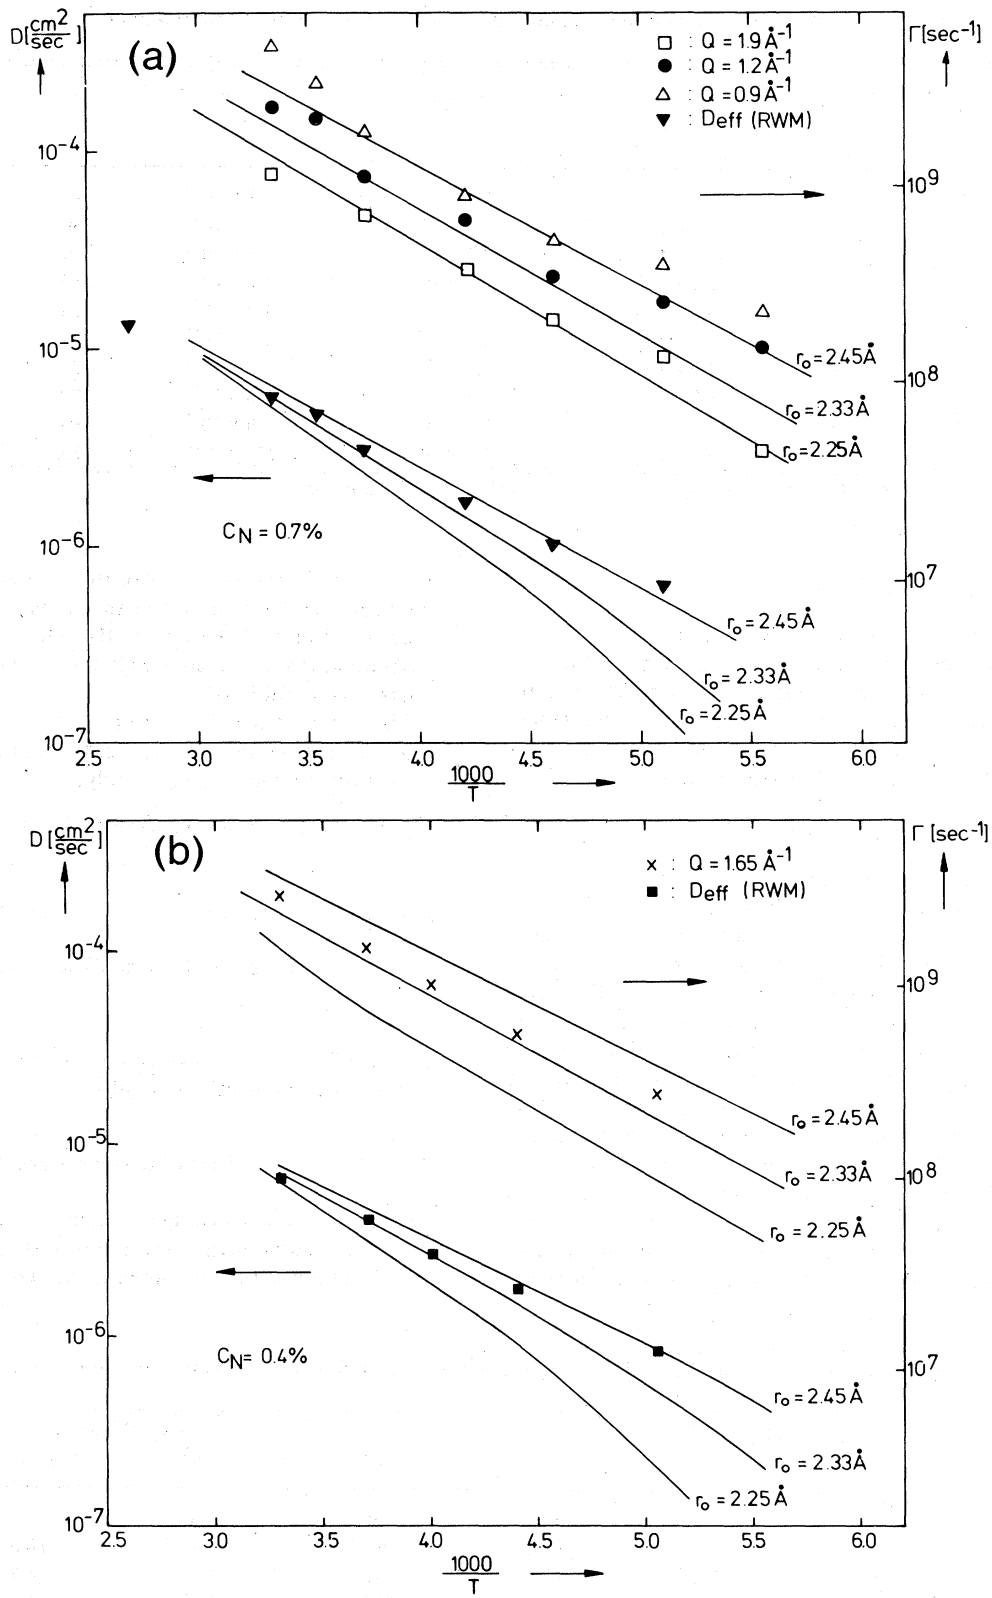 D [cm²/sec]
(a)
Γ [sec⁻¹]
□ : Q = 1.9 Å⁻¹
● : Q = 1.2 Å⁻¹
△ : Q = 0.9 Å⁻¹
▼ : Deff (RWM)
10⁻⁴
10⁹
10⁻⁵
r₀ = 2.45 Å
10⁸
r₀ = 2.33 Å
r₀ = 2.25 Å
C_N = 0.7%
10⁻⁶
10⁷
r₀ = 2.45 Å
r₀ = 2.33 Å
r₀ = 2.25 Å
10⁻⁷
2.5 3.0 3.5 4.0 4.5 5.0 5.5 6.0
1000/T
D [cm²/sec]
(b)
Γ [sec⁻¹]
× : Q = 1.65 Å⁻¹
■ : Deff (RWM)
10⁻⁴
10⁹
r₀ = 2.45 Å
10⁻⁵
r₀ = 2.33 Å
10⁸
r₀ = 2.25 Å
10⁻⁶
C_N = 0.4%
10⁷
r₀ = 2.45 Å
r₀ = 2.33 Å
r₀ = 2.25 Å
10⁻⁷
2.5 3.0 3.5 4.0 4.5 5.0 5.5 6.0
1000/T